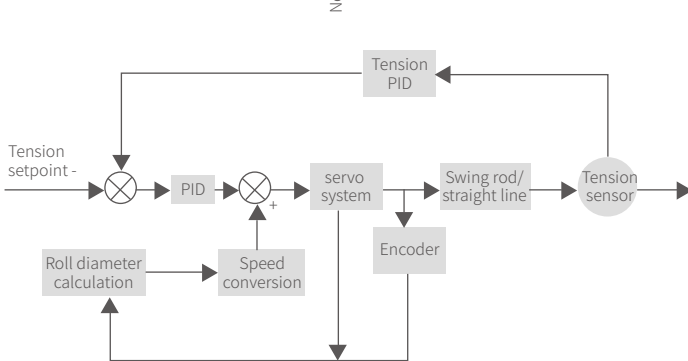 Tension
PID
Tension
setpoint -
PID
+
servo
system
Swing rod/
straight line
Tension
sensor
Encoder
Roll diameter
calculation
Speed
conversion